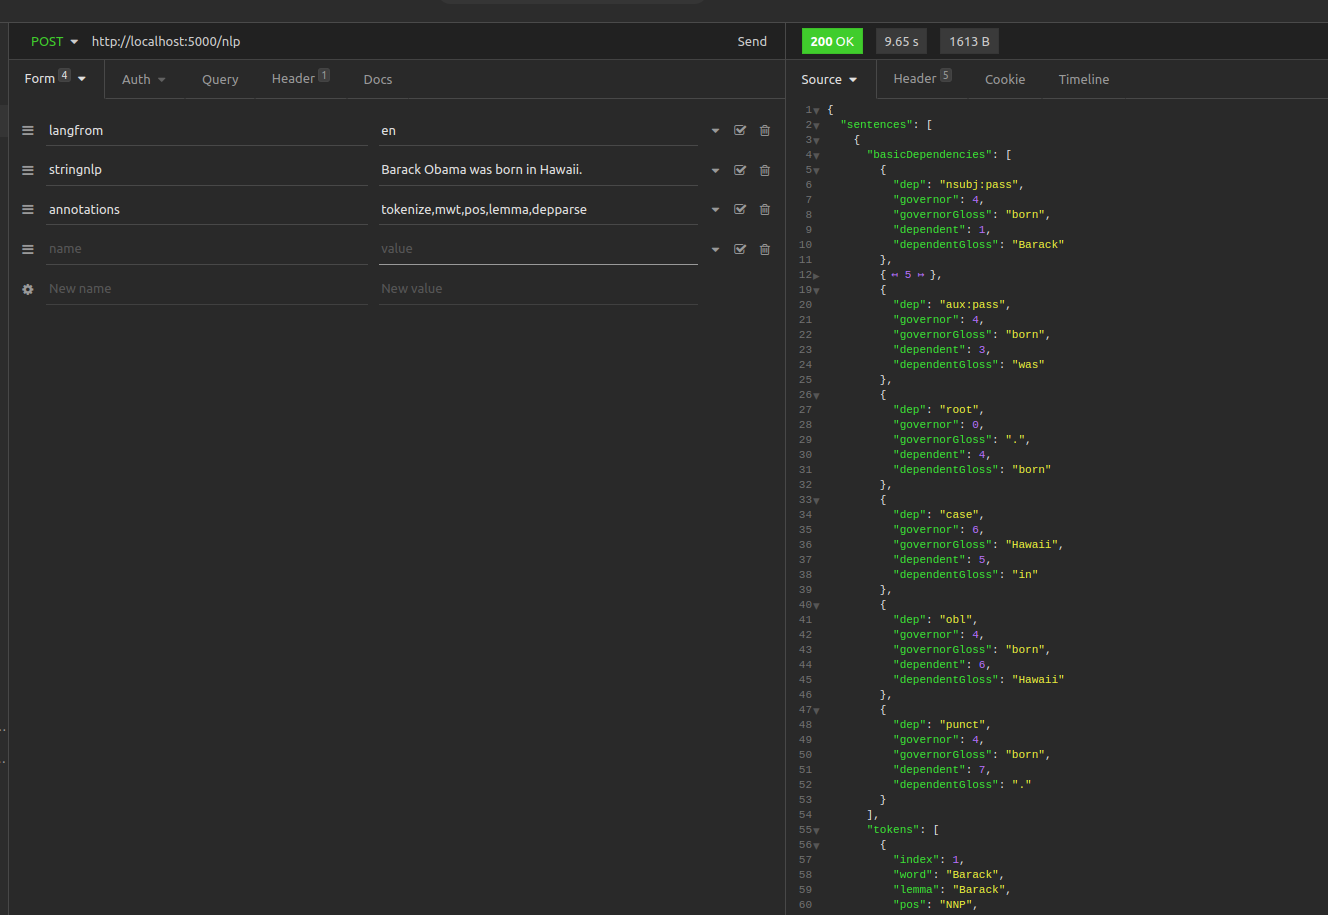 POST http://localhost:5000/nlp Send
Form 4 Auth Query Header 1 Docs
langfrom en
stringnlp Barack Obama was born in Hawaii.
annotations tokenize,mwt,pos,lemma,depparse
name value
New name New value
200 OK 9.65 s 1613 B
Source Header 5 Cookie Timeline
1 {
2 "sentences": [
3 {
4 "basicDependencies": [
5 {
6 "dep": "nsubj:pass",
7 "governor": 4,
8 "governorGloss": "born",
9 "dependent": 1,
10 "dependentGloss": "Barack"
11 },
12 { ↤ 5 ↦ },
19 {
20 "dep": "aux:pass",
21 "governor": 4,
22 "governorGloss": "born",
23 "dependent": 3,
24 "dependentGloss": "was"
25 },
26 {
27 "dep": "root",
28 "governor": 0,
29 "governorGloss": ".",
30 "dependent": 4,
31 "dependentGloss": "born"
32 },
33 {
34 "dep": "case",
35 "governor": 6,
36 "governorGloss": "Hawaii",
37 "dependent": 5,
38 "dependentGloss": "in"
39 },
40 {
41 "dep": "obl",
42 "governor": 4,
43 "governorGloss": "born",
44 "dependent": 6,
45 "dependentGloss": "Hawaii"
46 },
47 {
48 "dep": "punct",
49 "governor": 4,
50 "governorGloss": "born",
51 "dependent": 7,
52 "dependentGloss": "."
53 }
54 ],
55 "tokens": [
56 {
57 "index": 1,
58 "word": "Barack",
59 "lemma": "Barack",
60 "pos": "NNP",